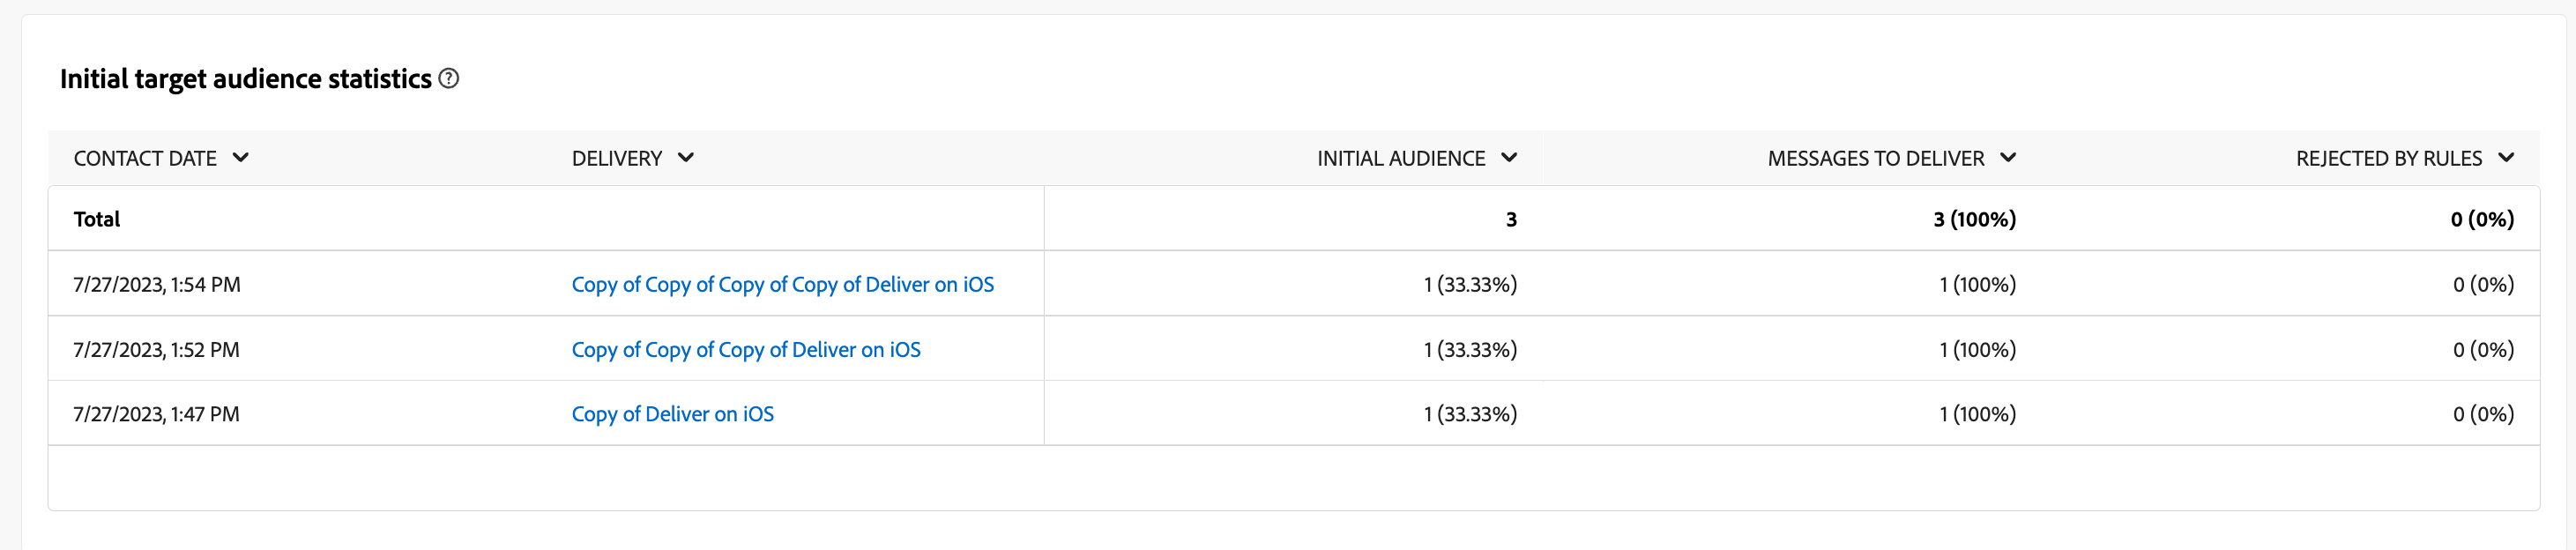 Initial target audience statistics
CONTACT DATE DELIVERY INITIAL AUDIENCE MESSAGES TO DELIVER REJECTED BY RULES
Total 3 3 (100%) 0 (0%)
7/27/2023, 1:54 PM Copy of Copy of Copy of Copy of Deliver on iOS 1 (33.33%) 1 (100%) 0 (0%)
7/27/2023, 1:52 PM Copy of Copy of Copy of Deliver on iOS 1 (33.33%) 1 (100%) 0 (0%)
7/27/2023, 1:47 PM Copy of Deliver on iOS 1 (33.33%) 1 (100%) 0 (0%)